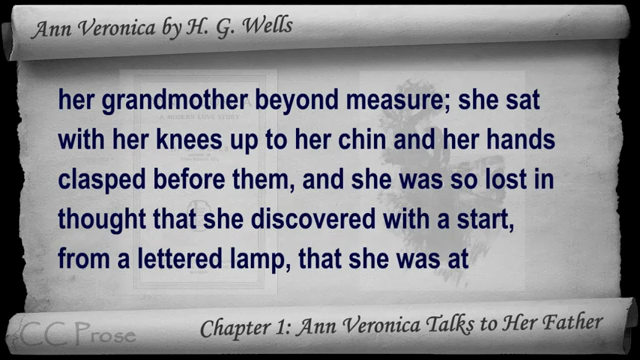 Ann Veronica by H. G. Wells
her grandmother beyond measure; she sat
with her knees up to her chin and her hands
clasped before them, and she was so lost in
thought that she discovered with a start,
from a lettered lamp, that she was at
CC Prose
Chapter 1: Ann Veronica Talks to Her Father